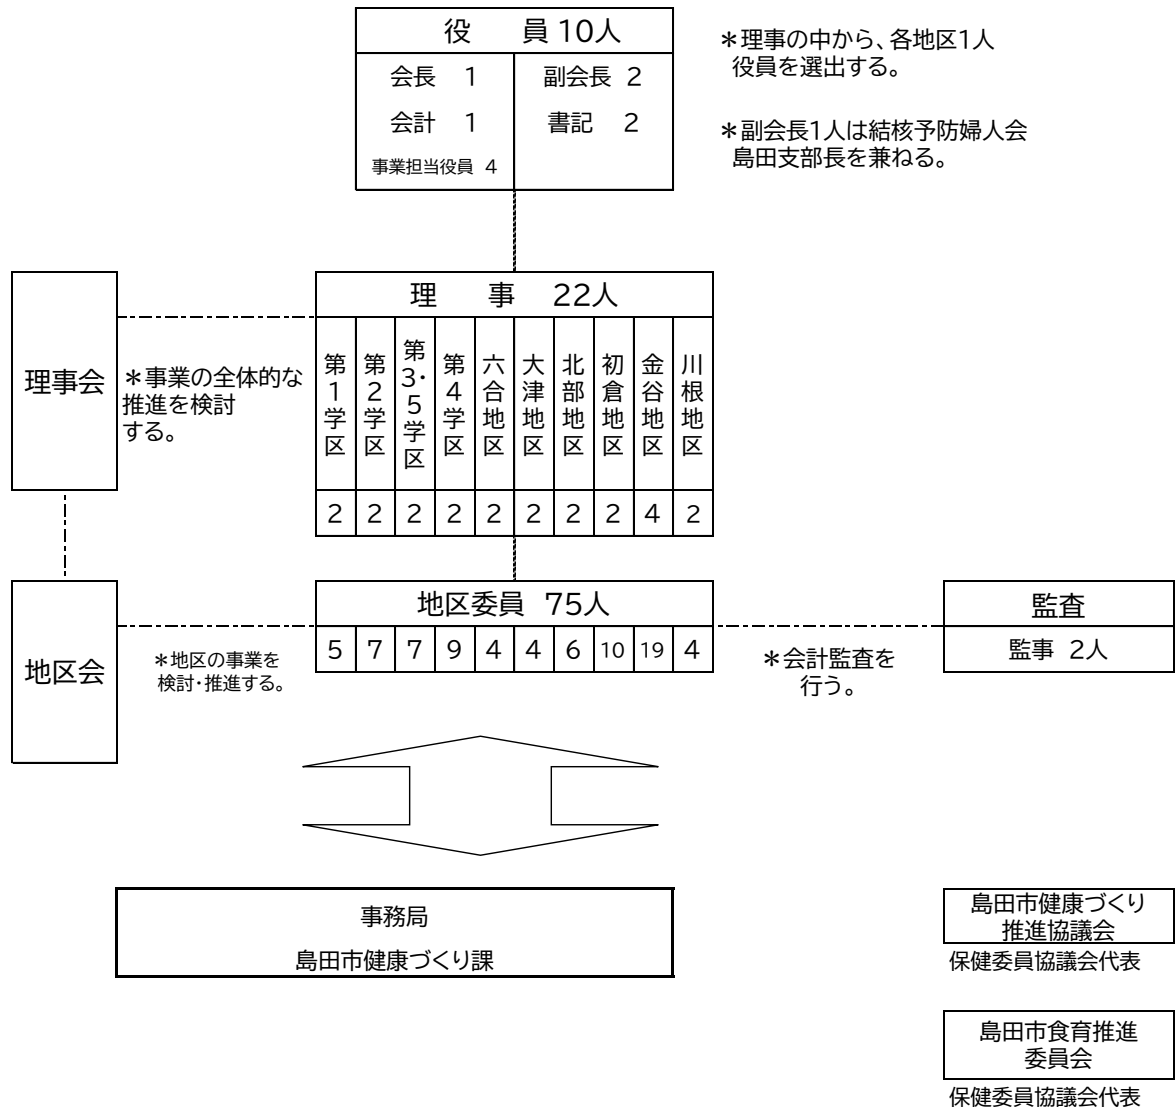 役　員 10人
会長　1　副会長　2
会計　1　書記　2
事業担当役員　4
＊理事の中から、各地区1人
役員を選出する。
＊副会長1人は結核予防婦人会
島田支部長を兼ねる。
理事会
＊事業の全体的な
推進を検討
する。
理　事　22人
第1学区
第2学区
第3・5学区
第4学区
六合地区
大津地区
北部地区
初倉地区
金谷地区
川根地区
2 2 2 2 2 2 2 2 4 2
地区会
＊地区の事業を
検討・推進する。
地区委員　75人
5 7 7 9 4 4 6 10 19 4
＊会計監査を
行う。
監査
監事　2人
事務局
島田市健康づくり課
島田市健康づくり
推進協議会
保健委員協議会代表
島田市食育推進
委員会
保健委員協議会代表